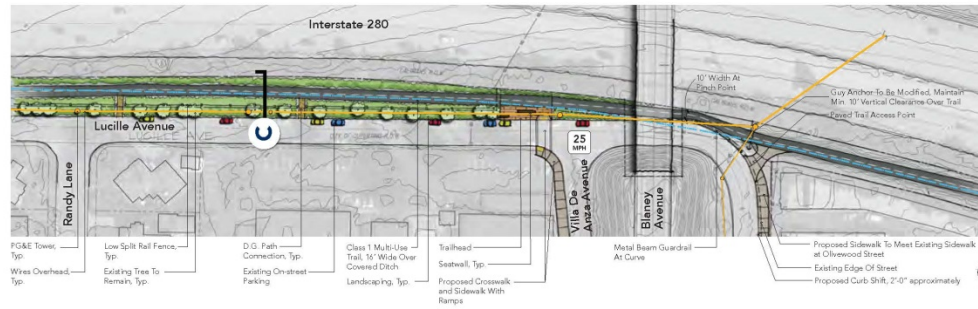 Interstate 280
10' Width At
Pinch Point
Guy Anchor To Be Modified, Maintain
Min 10' Vertical Clearance Over Trail
Paved Trail Access Point
Lucille Avenue
LUCILLE AVE
25
MPH
Randy Lane
Villa De
Anza Avenue
Blaney
Avenue
PG&E Tower,
Typ.
Wires Overhead,
Typ.
Low Split Rail Fence,
Typ.
Existing Tree To
Remain, Typ.
D.G. Path
Connection, Typ.
Existing On-street
Parking
Class 1 Multi-Use
Trail, 16' Wide Over
Covered Ditch
Landscaping, Typ.
Trailhead
Seatwall, Typ.
Proposed Crosswalk
and Sidewalk With
Ramps
Metal Beam Guardrail
At Curve
Proposed Sidewalk To Meet Existing Sidewalk
at Olivewood Street
Existing Edge Of Street
Proposed Curb Shift, 2'-0" approximately